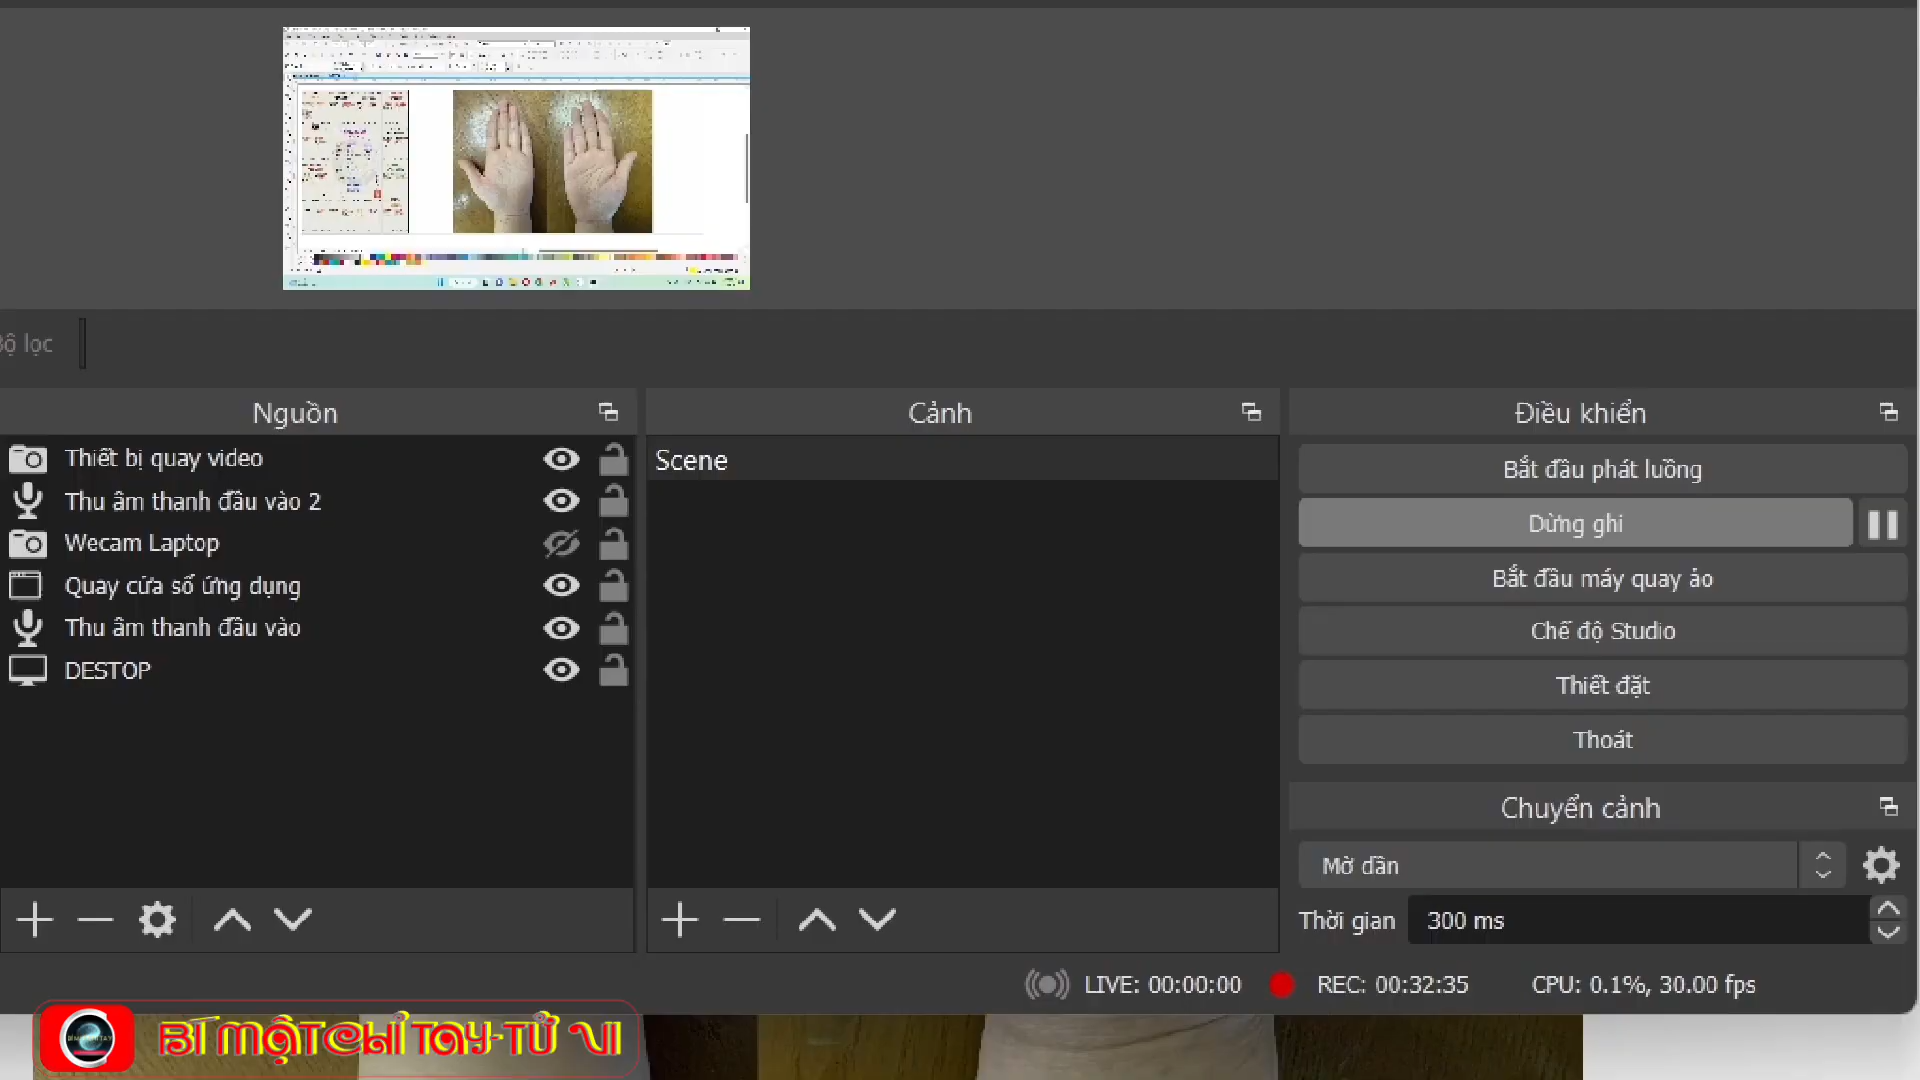 Bộ lọc
Nguồn
Thiết bị quay video
Thu âm thanh đầu vào 2
Wecam Laptop
Quay cửa sổ ứng dụng
Thu âm thanh đầu vào
DESTOP
Cảnh
Scene
Điều khiển
Bắt đầu phát luồng
Dừng ghi
Bắt đầu máy quay ảo
Chế độ Studio
Thiết đặt
Thoát
Chuyển cảnh
Mờ dần
Thời gian 300 ms
LIVE: 00:00:00 REC: 00:32:35 CPU: 0.1%, 30.00 fps
BÍ MẬT CHỈ TAY-TỬ VI